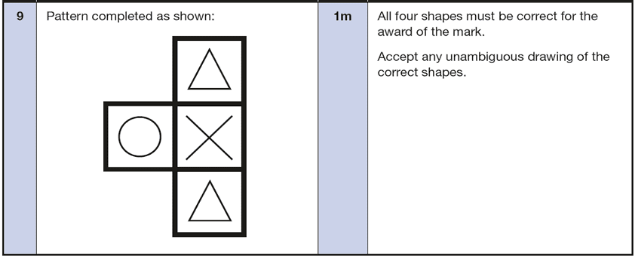 9
Pattern completed as shown:
1m
All four shapes must be correct for the
award of the mark.
Accept any unambiguous drawing of the
correct shapes.